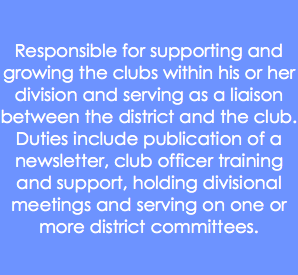 Responsible for supporting and
growing the clubs within his or her
division and serving as a liaison
between the district and the club.
Duties include publication of a
newsletter, club officer training
and support, holding divisional
meetings and serving on one or
more district committees.